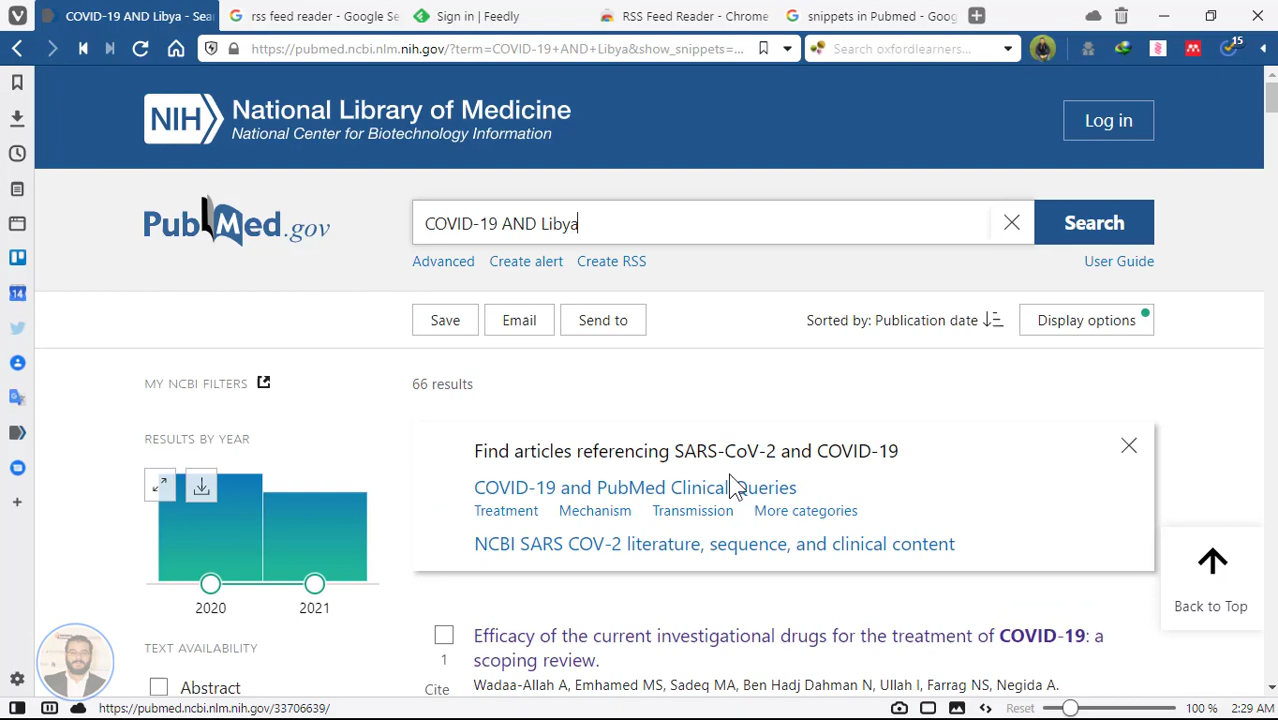 COVID-19 AND Libya - Sea
rss feed reader - Google Se
Sign in | Feedly
RSS Feed Reader - Chrome
snippets in Pubmed - Goog
https://pubmed.ncbi.nlm.nih.gov/?term=COVID-19+AND+Libya&show_snippets=...
Search oxfordlearners...
15
NIH
National Library of Medicine
National Center for Biotechnology Information
Log in
PubMed.gov
COVID-19 AND Libya
Search
Advanced
Create alert
Create RSS
User Guide
Save
Email
Send to
Sorted by: Publication date
Display options
MY NCBI FILTERS
66 results
RESULTS BY YEAR
Find articles referencing SARS-CoV-2 and COVID-19
COVID-19 and PubMed Clinical Queries
Treatment Mechanism Transmission More categories
NCBI SARS COV-2 literature, sequence, and clinical content
14
2020 2021
Back to Top
TEXT AVAILABILITY
Abstract
Efficacy of the current investigational drugs for the treatment of COVID-19: a
scoping review.
1
Cite
Wadaa-Allah A, Emhamed MS, Sadeq MA, Ben Hadj Dahman N, Ullah I, Farrag NS, Negida A.
https://pubmed.ncbi.nlm.nih.gov/33706639/
Reset
100 %
2:29 AM